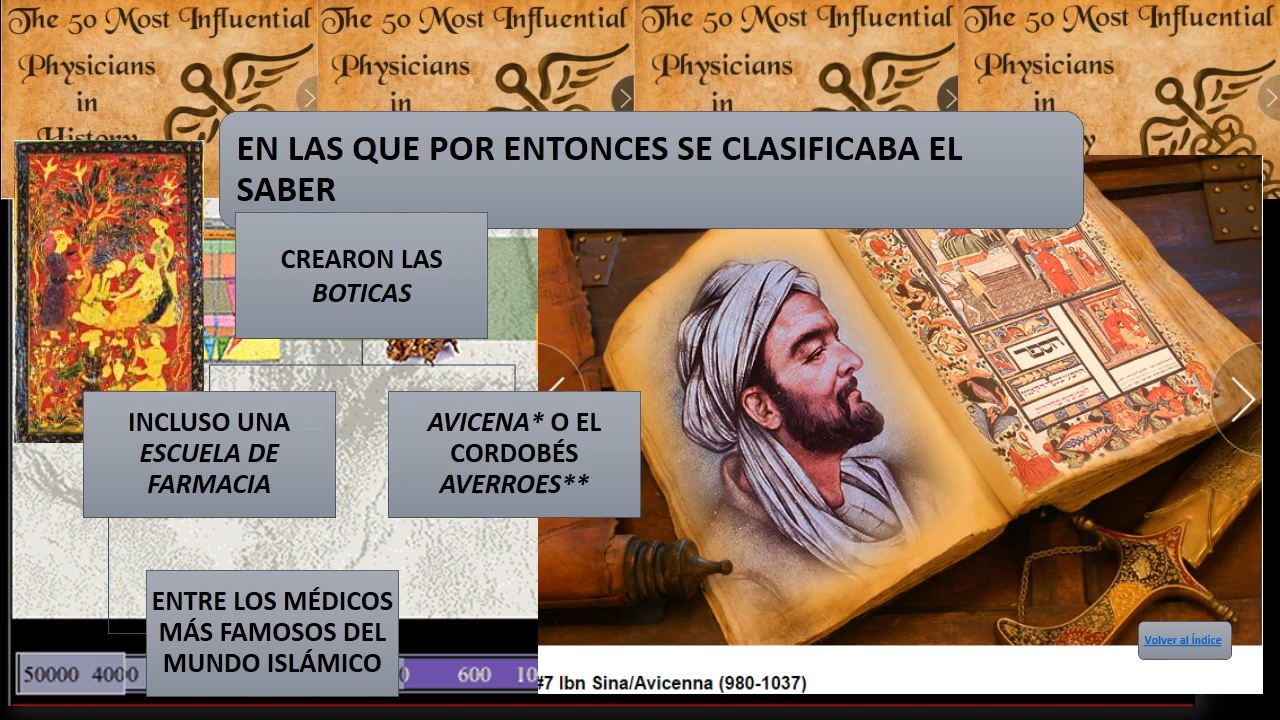 The 50 Most Influential
Physicians
in
History
The 50 Most Influential
Physicians
in
The 50 Most Influential
Physicians
in
The 50 Most Influential
Physicians
in
EN LAS QUE POR ENTONCES SE CLASIFICABA EL
SABER
CREARON LAS
BOTICAS
INCLUSO UNA
ESCUELA DE
FARMACIA
AVICENA* O EL
CORDOBÉS
AVERROES**
ENTRE LOS MÉDICOS
MÁS FAMOSOS DEL
MUNDO ISLÁMICO
Volver al Índice
50000 4000 0 600 10
#7 Ibn Sina/Avicenna (980-1037)